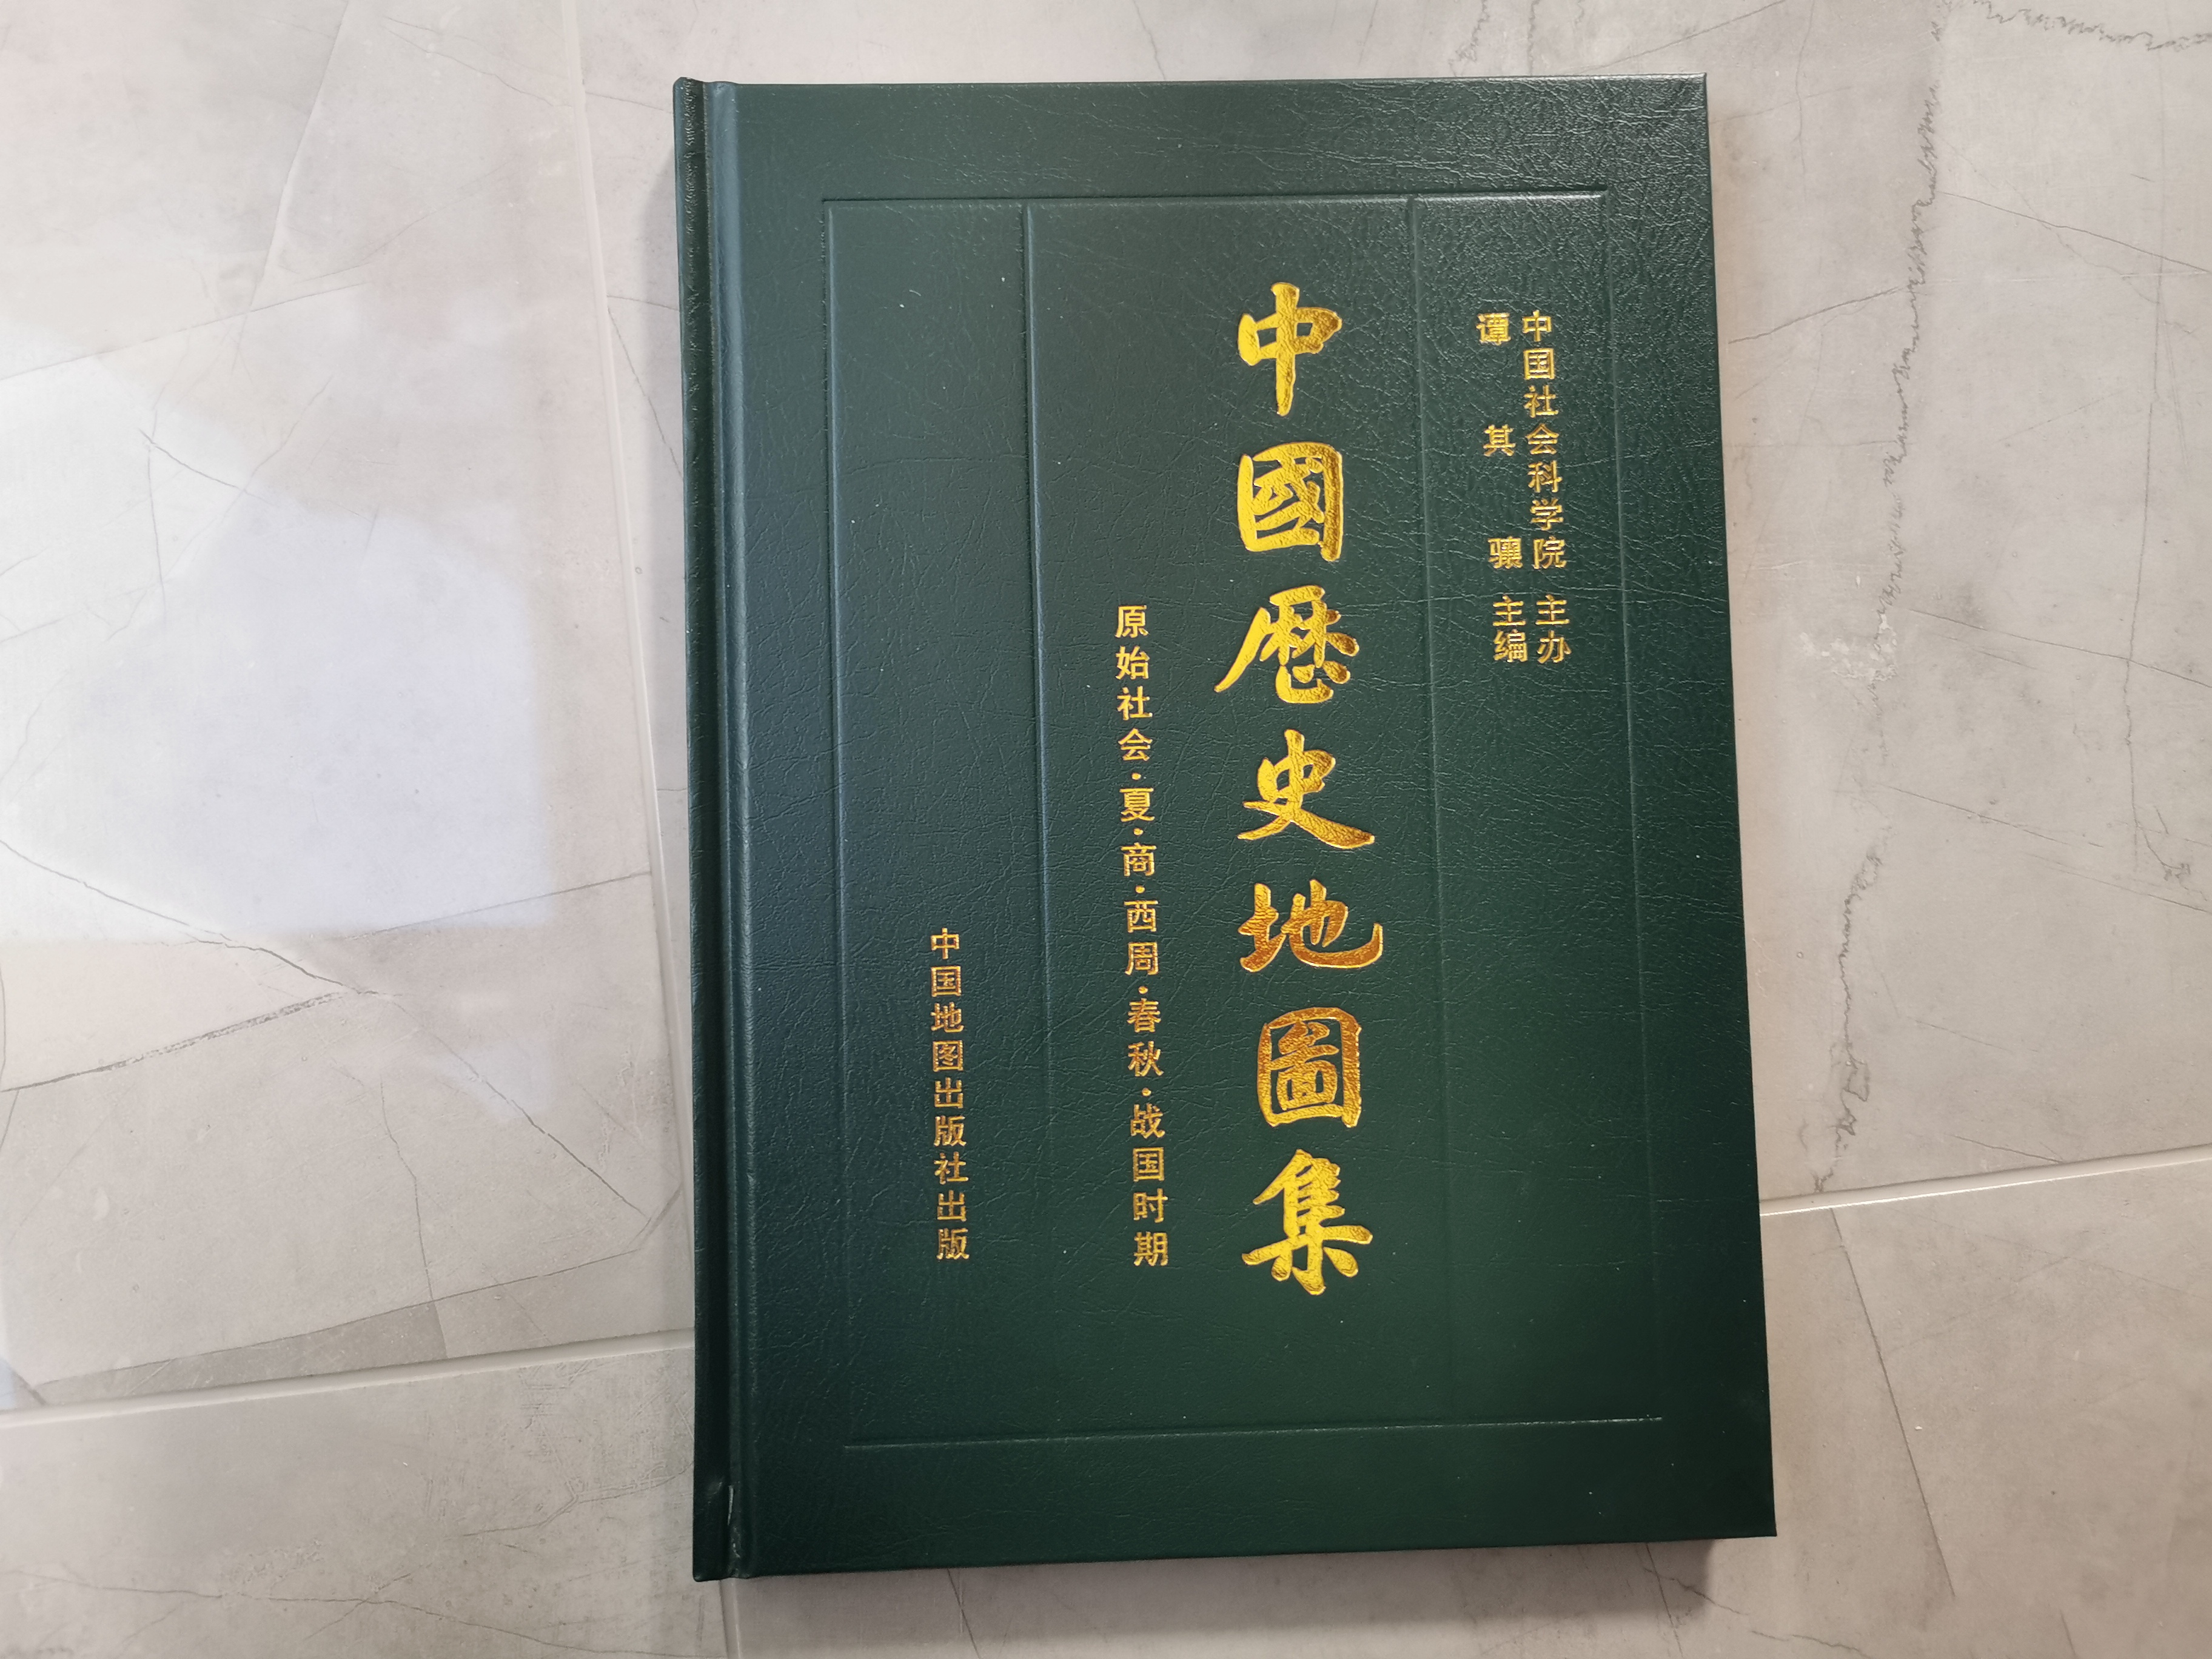 中国社会科学院 主办
谭其骧 主编
中國歷史地圖集
原始社会·夏·商·西周·春秋·战国时期
中国地图出版社出版